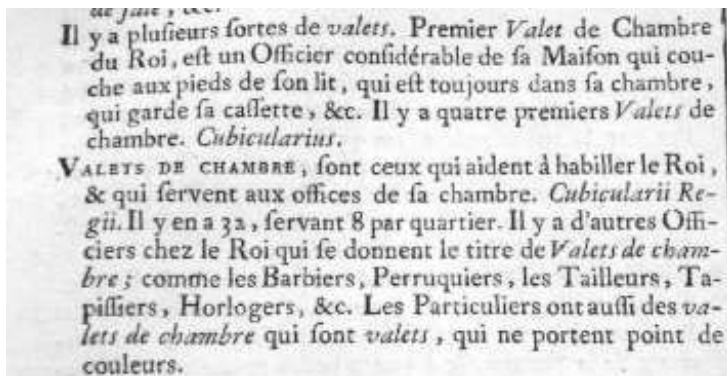 de ſale, &c.
Il y a pluſieurs ſortes de valets. Premier Valet de Chambre
du Roi, eſt un Officier conſidérable de ſa Maiſon qui cou-
che aux pieds de ſon lit, qui eſt toujours dans ſa chambre,
qui garde ſa caſſette, &c. Il y a quatre premiers Valets de
chambre. Cubicularius.
VALETS DE CHAMBRE, ſont ceux qui aident à habiller le Roi,
& qui ſervent aux offices de ſa chambre. Cubicularii Re-
gii. Il y en a 32, ſervant 8 par quartier. Il y a d'autres Offi-
ciers chez le Roi qui ſe donnent le titre de Valets de cham-
bre; comme les Barbiers, Perruquiers, les Tailleurs, Ta-
piſſiers, Horlogers, &c. Les Particuliers ont auſſi des va-
lets de chambre qui ſont valets, qui ne portent point de
couleurs.